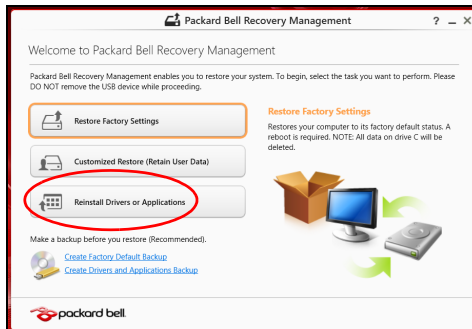 Packard Bell Recovery Management
? – ×
Welcome to Packard Bell Recovery Management
Packard Bell Recovery Management enables you to restore your system. To begin, select the task you want to perform. Please
DO NOT remove the USB device while proceeding.
Restore Factory Settings
Customized Restore (Retain User Data)
Reinstall Drivers or Applications
Restore Factory Settings
Restores your computer to its factory default status. A
reboot is required. NOTE: All data on drive C will be
deleted.
Make a backup before you restore (Recommended).
Create Factory Default Backup
Create Drivers and Applications Backup
packard bell.